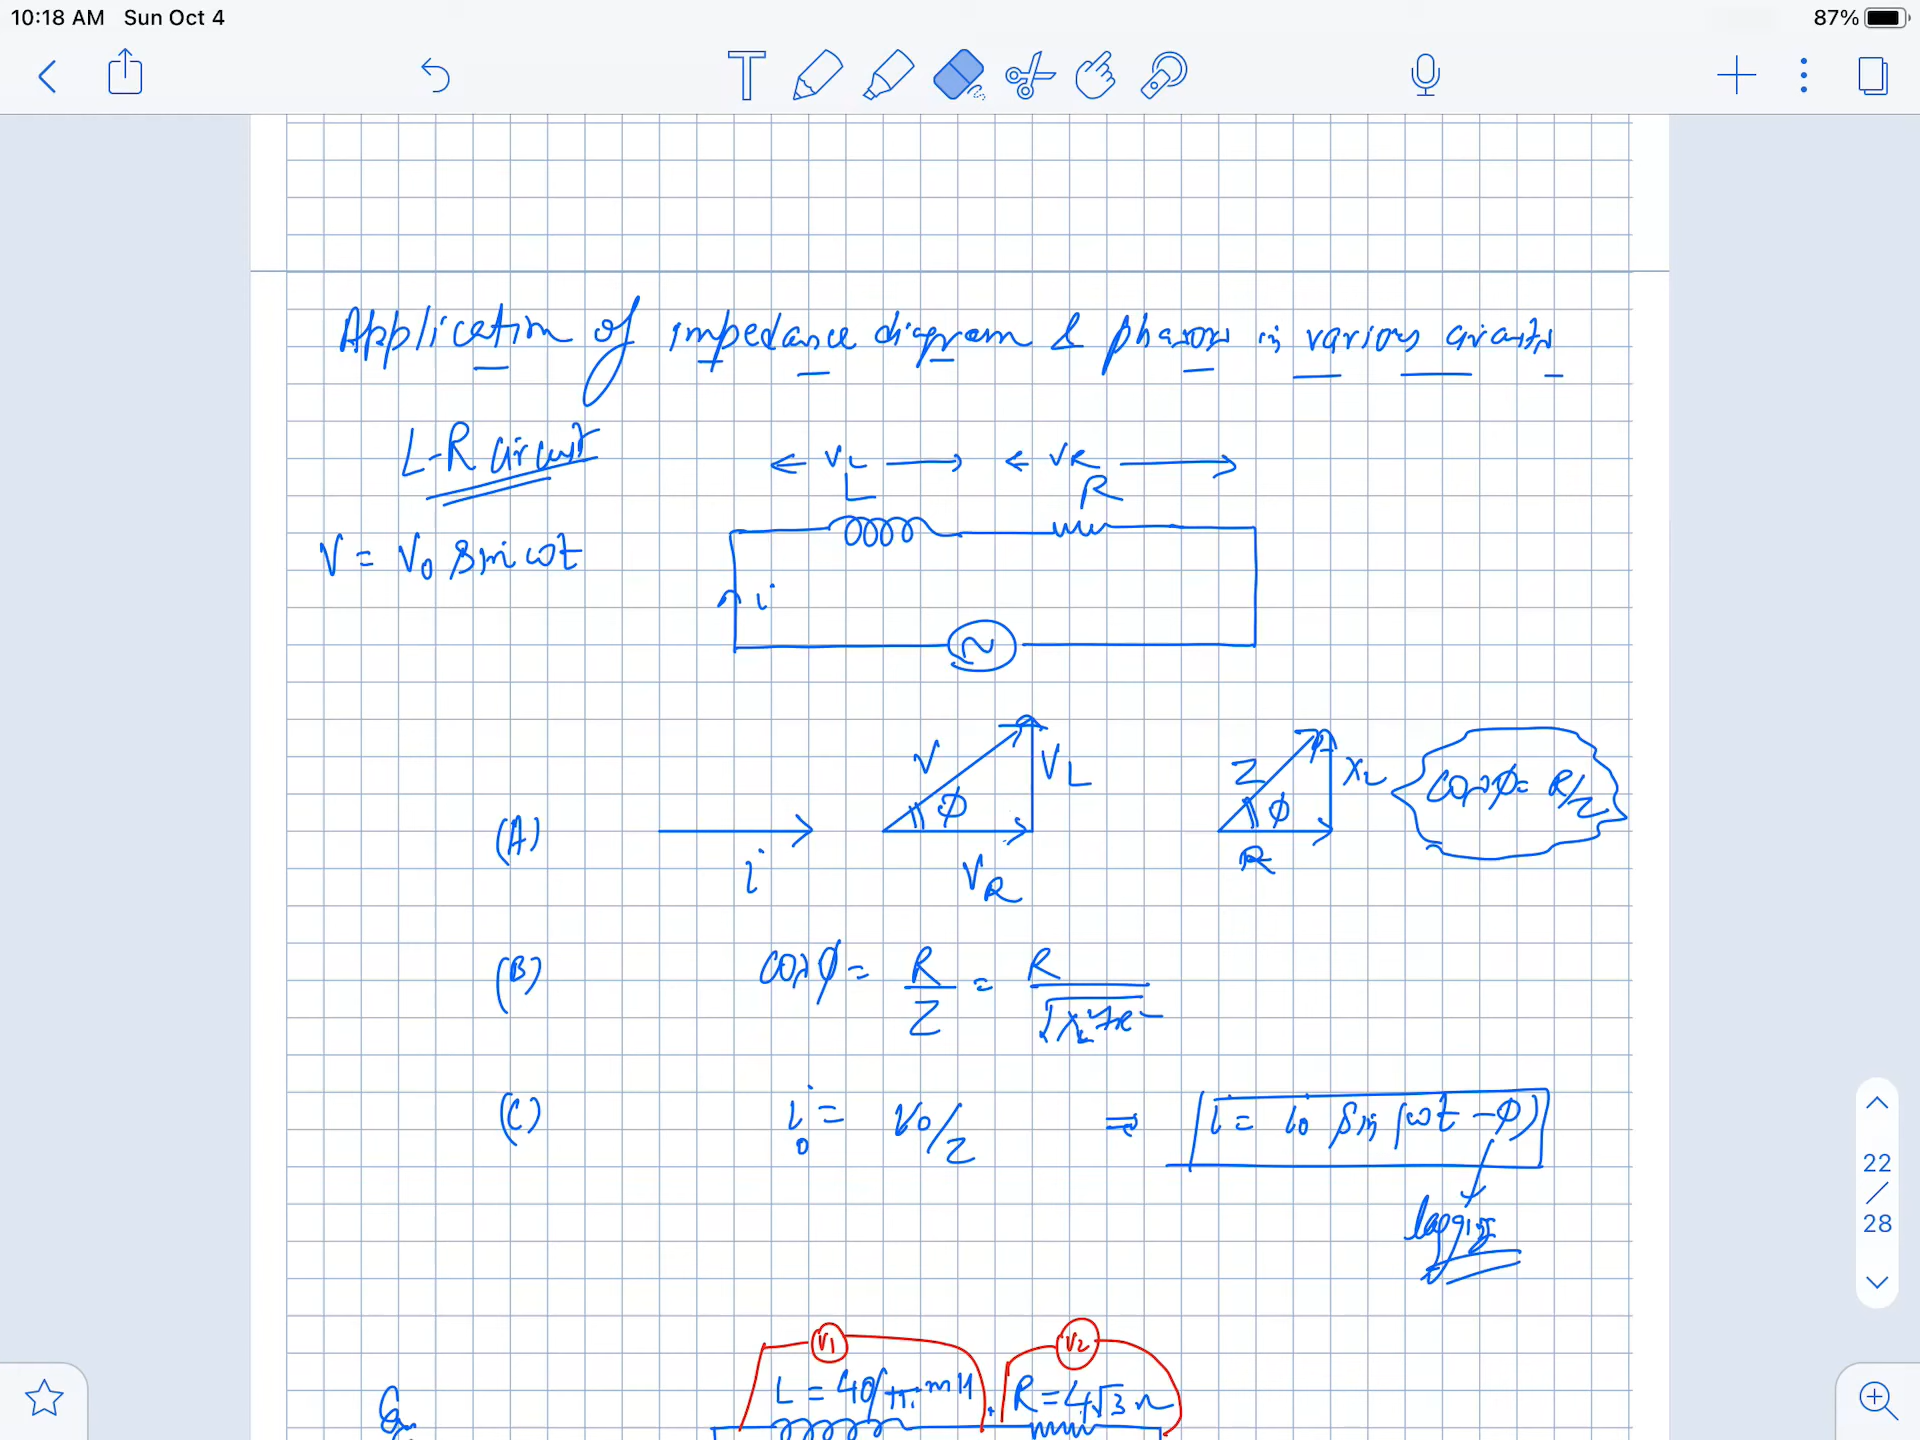 10:18 AM Sun Oct 4 87%
T
Application of impedance diagram & phasors in various circuits
L-R Circuit
← VL → ← VR →
L R
V = V₀ sin ωt
i
~
V VL Z XL cos φ = R/Z
φ φ
(A) i VR R
(B) cos φ = R/Z = R/√(XL²+R²)
(C) i₀ = V₀/Z ⇒ i = i₀ sin(ωt − φ)
lagging
22
/
28
V1 V2
L = 40/π mH R = 4√3 Ω